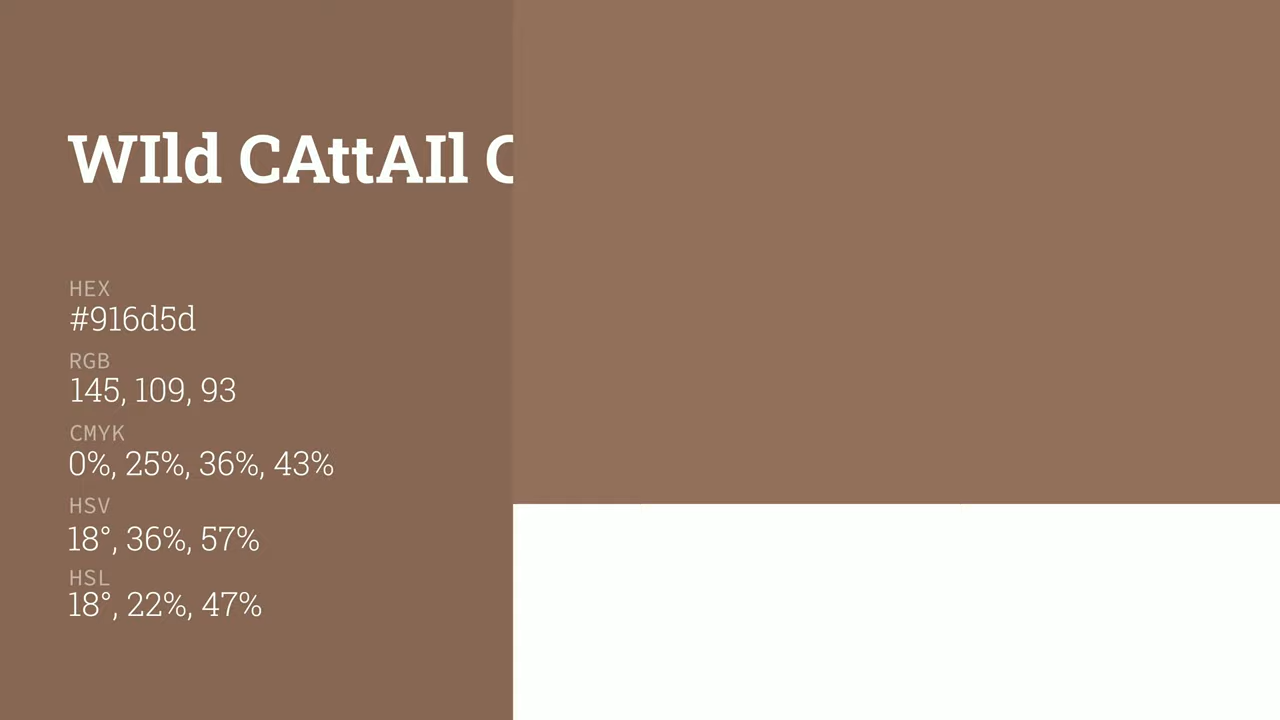 WIld CAttAIl C
HEX
#916d5d
RGB
145, 109, 93
CMYK
0%, 25%, 36%, 43%
HSV
18°, 36%, 57%
HSL
18°, 22%, 47%